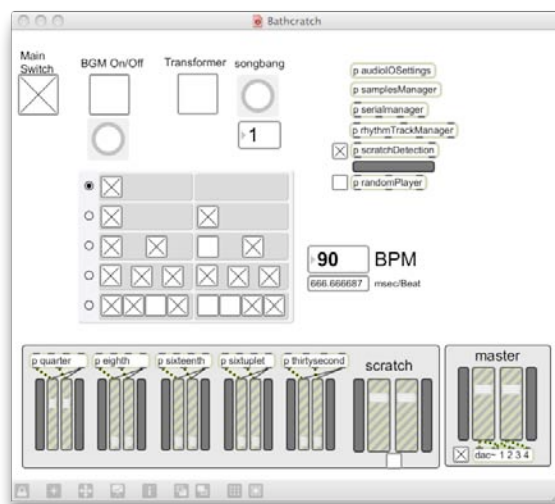 Bathcratch
Main
Switch
BGM On/Off
Transformer
songbang
1
p audioIOSettings
p samplesManager
p serialmanager
p rhythmTrackManager
p scratchDetection
p randomPlayer
90
BPM
666.666687
msec/Beat
p quarter
p eighth
p sixteenth
p sixtuplet
p thirtysecond
scratch
master
dac~ 1 2 3 4